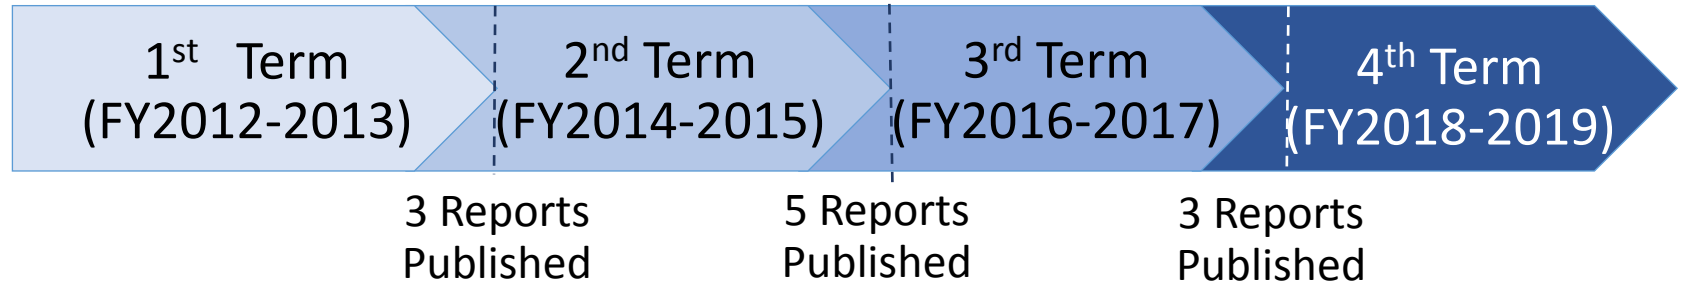 1st Term
(FY2012-2013)
2nd Term
(FY2014-2015)
3rd Term
(FY2016-2017)
4th Term
(FY2018-2019)
3 Reports
Published
5 Reports
Published
3 Reports
Published